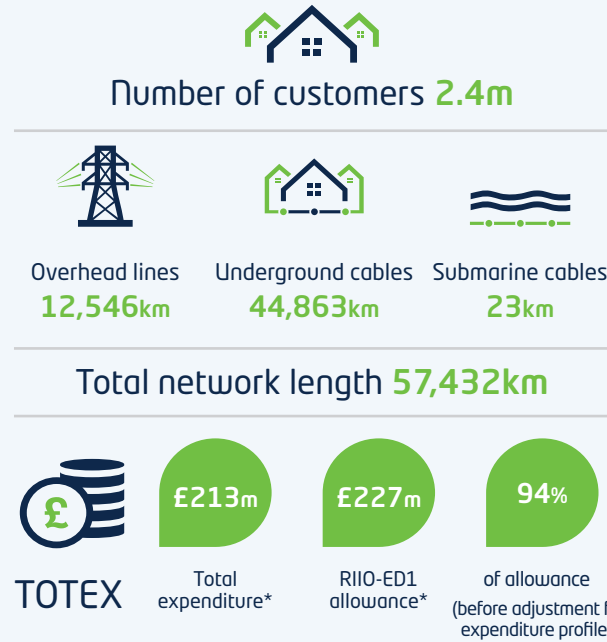 Number of customers 2.4m
Overhead lines Underground cables Submarine cables
12,546km 44,863km 23km
Total network length 57,432km
£
£213m £227m 94%
TOTEX
Total
expenditure*
RIIO-ED1
allowance*
of allowance
(before adjustment
expenditure profile